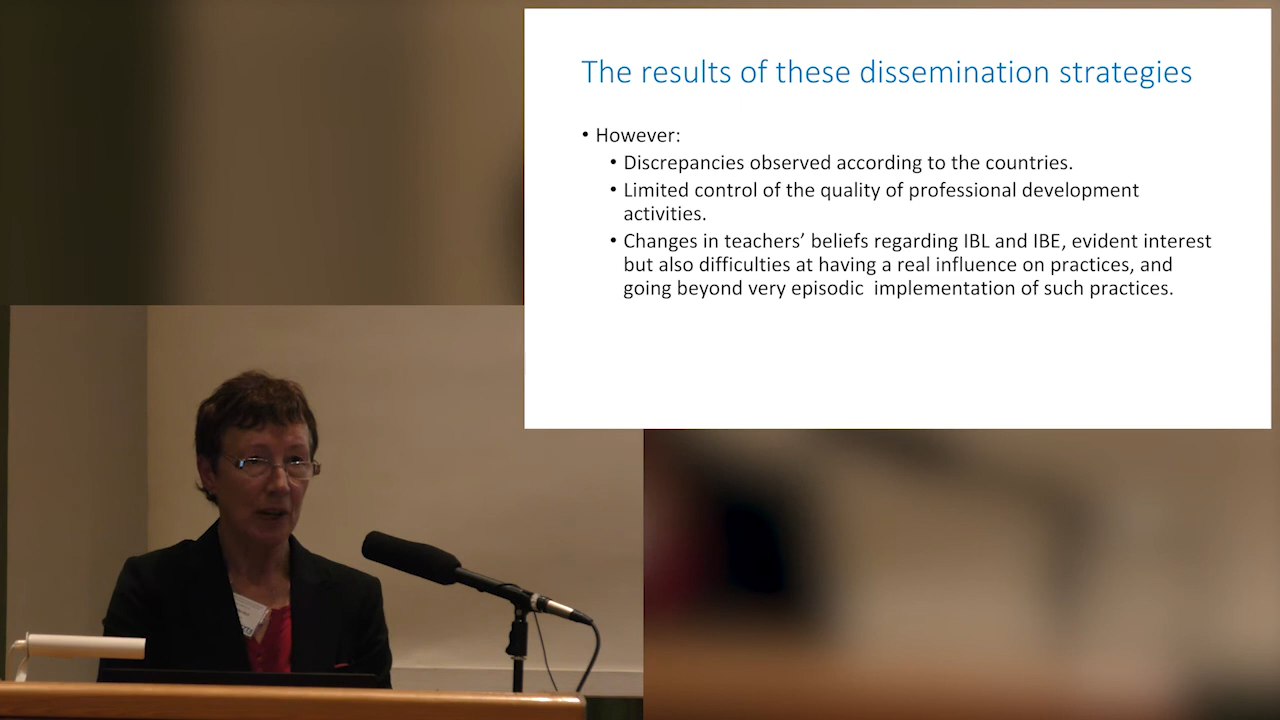 The results of these dissemination strategies
• However:
• Discrepancies observed according to the countries.
• Limited control of the quality of professional development
activities.
• Changes in teachers’ beliefs regarding IBL and IBE, evident interest
but also difficulties at having a real influence on practices, and
going beyond very episodic implementation of such practices.